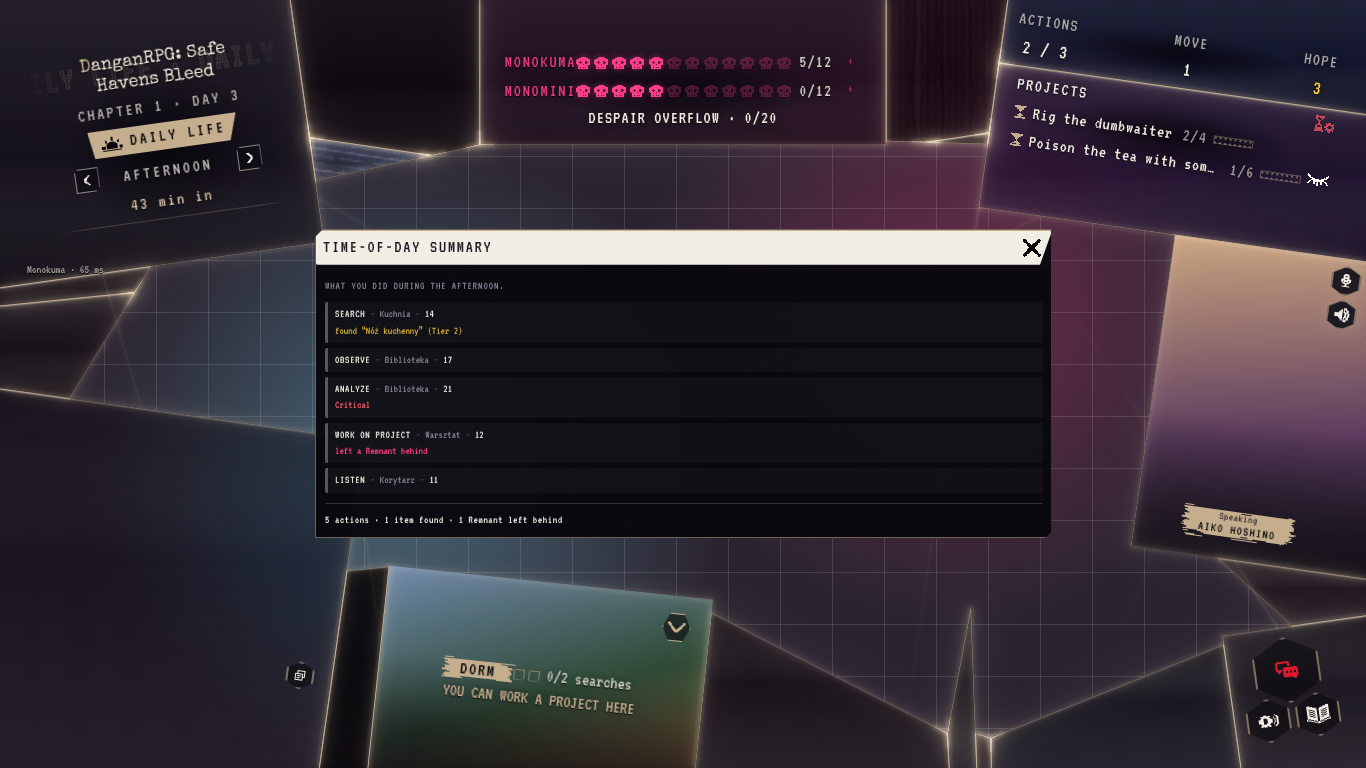 DanganRPG: Safe
Havens Bleed
CHAPTER 1 · DAY 3
DAILY LIFE
AFTERNOON
43 min in
Monokuma · 65 ms
MONOKUMA 5/12 +
MONOMINI 0/12 +
DESPAIR OVERFLOW · 0/20
ACTIONS
2 / 3
MOVE
1
HOPE
3
PROJECTS
Rig the dumbwaiter 2/4
Poison the tea with som… 1/6
TIME-OF-DAY SUMMARY
WHAT YOU DID DURING THE AFTERNOON.
SEARCH · Kuchnia · 14
found "Nóż kuchenny" (Tier 2)
OBSERVE · Biblioteka · 17
ANALYZE · Biblioteka · 21
Critical
WORK ON PROJECT · Warsztat · 12
left a Remnant behind
LISTEN · Korytarz · 11
5 actions · 1 item found · 1 Remnant left behind
Speaking
AIKO HOSHINO
DORM 0/2 searches
YOU CAN WORK A PROJECT HERE